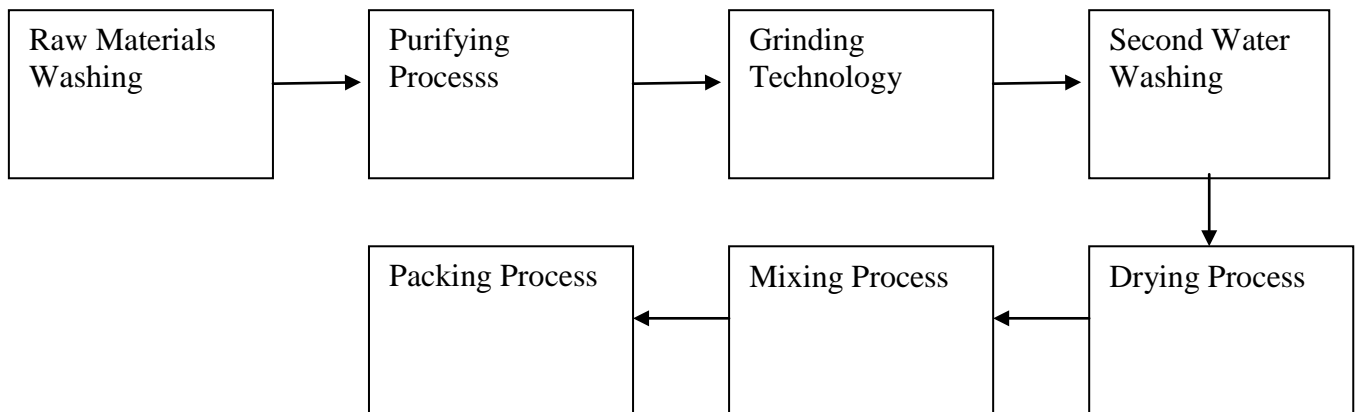 Raw Materials
Washing
Purifying
Processs
Grinding
Technology
Second Water
Washing
Drying Process
Mixing Process
Packing Process